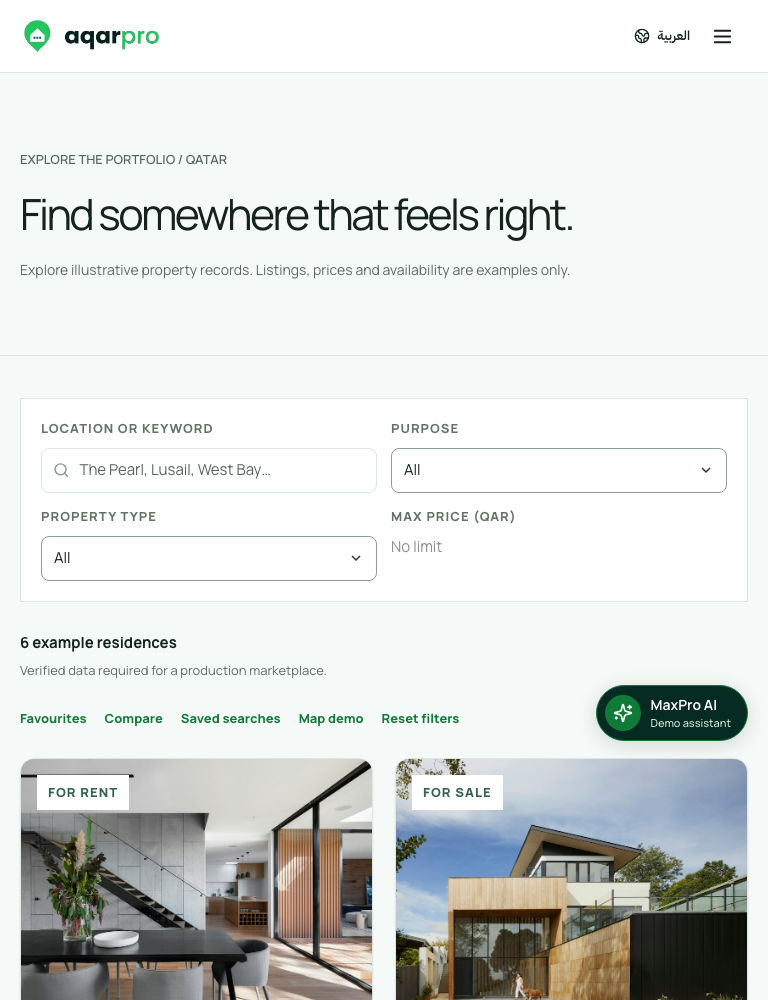 aqarpro
العربية
EXPLORE THE PORTFOLIO / QATAR
Find somewhere that feels right.
Explore illustrative property records. Listings, prices and availability are examples only.
LOCATION OR KEYWORD
PURPOSE
The Pearl, Lusail, West Bay...
All
PROPERTY TYPE
MAX PRICE (QAR)
All
No limit
6 example residences
Verified data required for a production marketplace.
Favourites Compare Saved searches Map demo Reset filters
MaxPro AI
Demo assistant
FOR RENT
FOR SALE